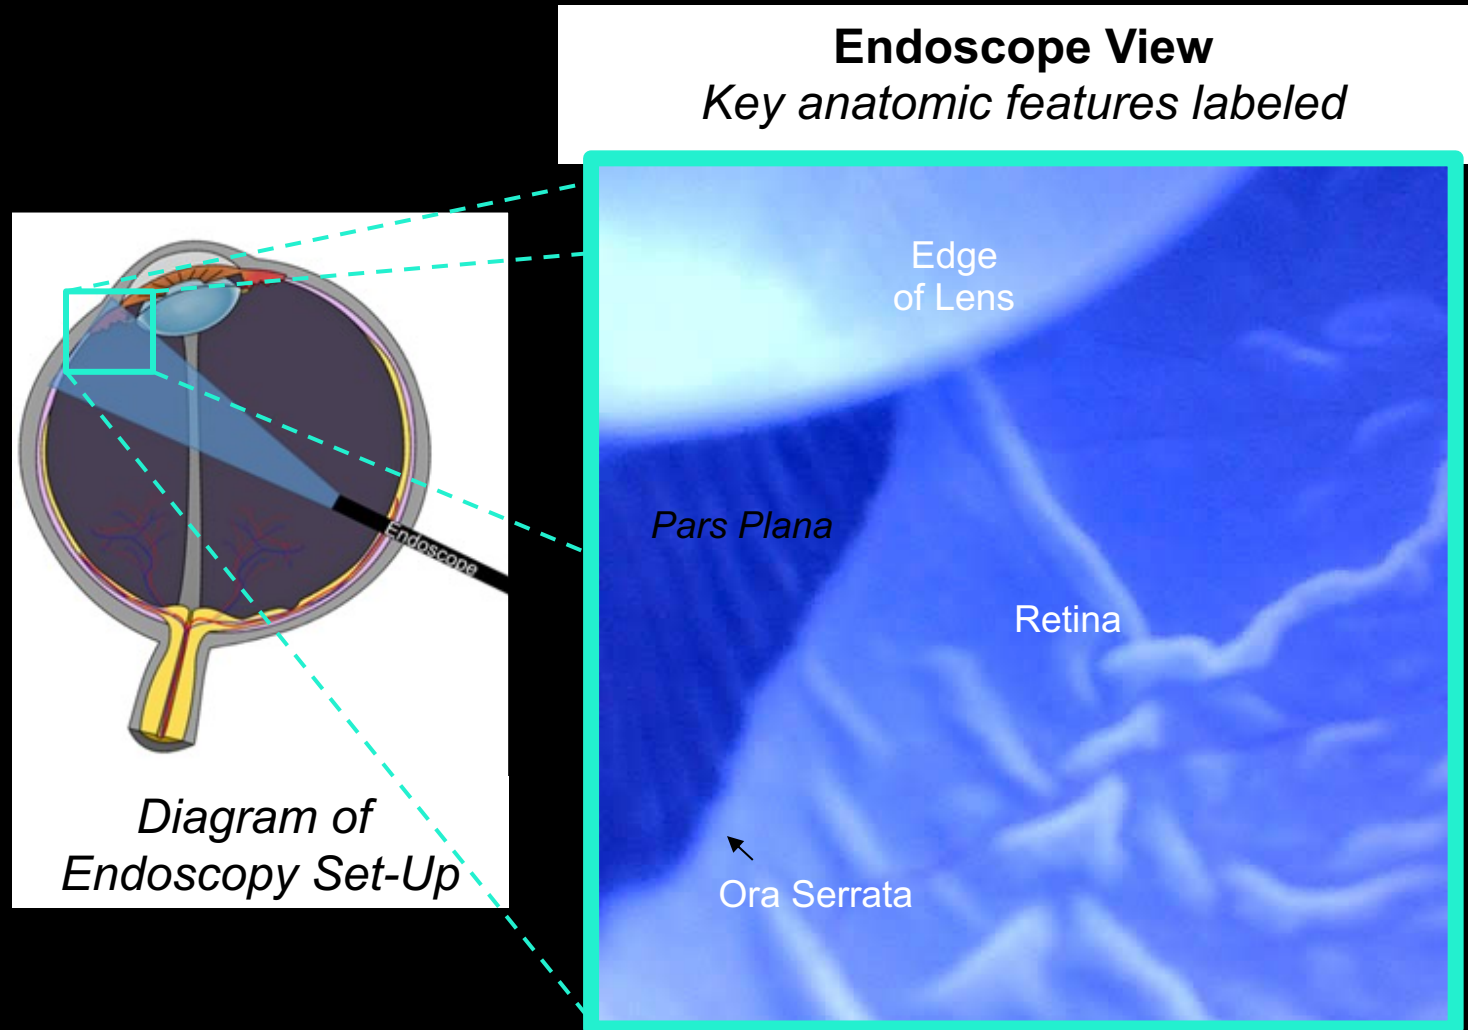 Endoscope View
Key anatomic features labeled
Edge
of Lens
Pars Plana
Retina
Ora Serrata
Endoscope
Diagram of
Endoscopy Set-Up